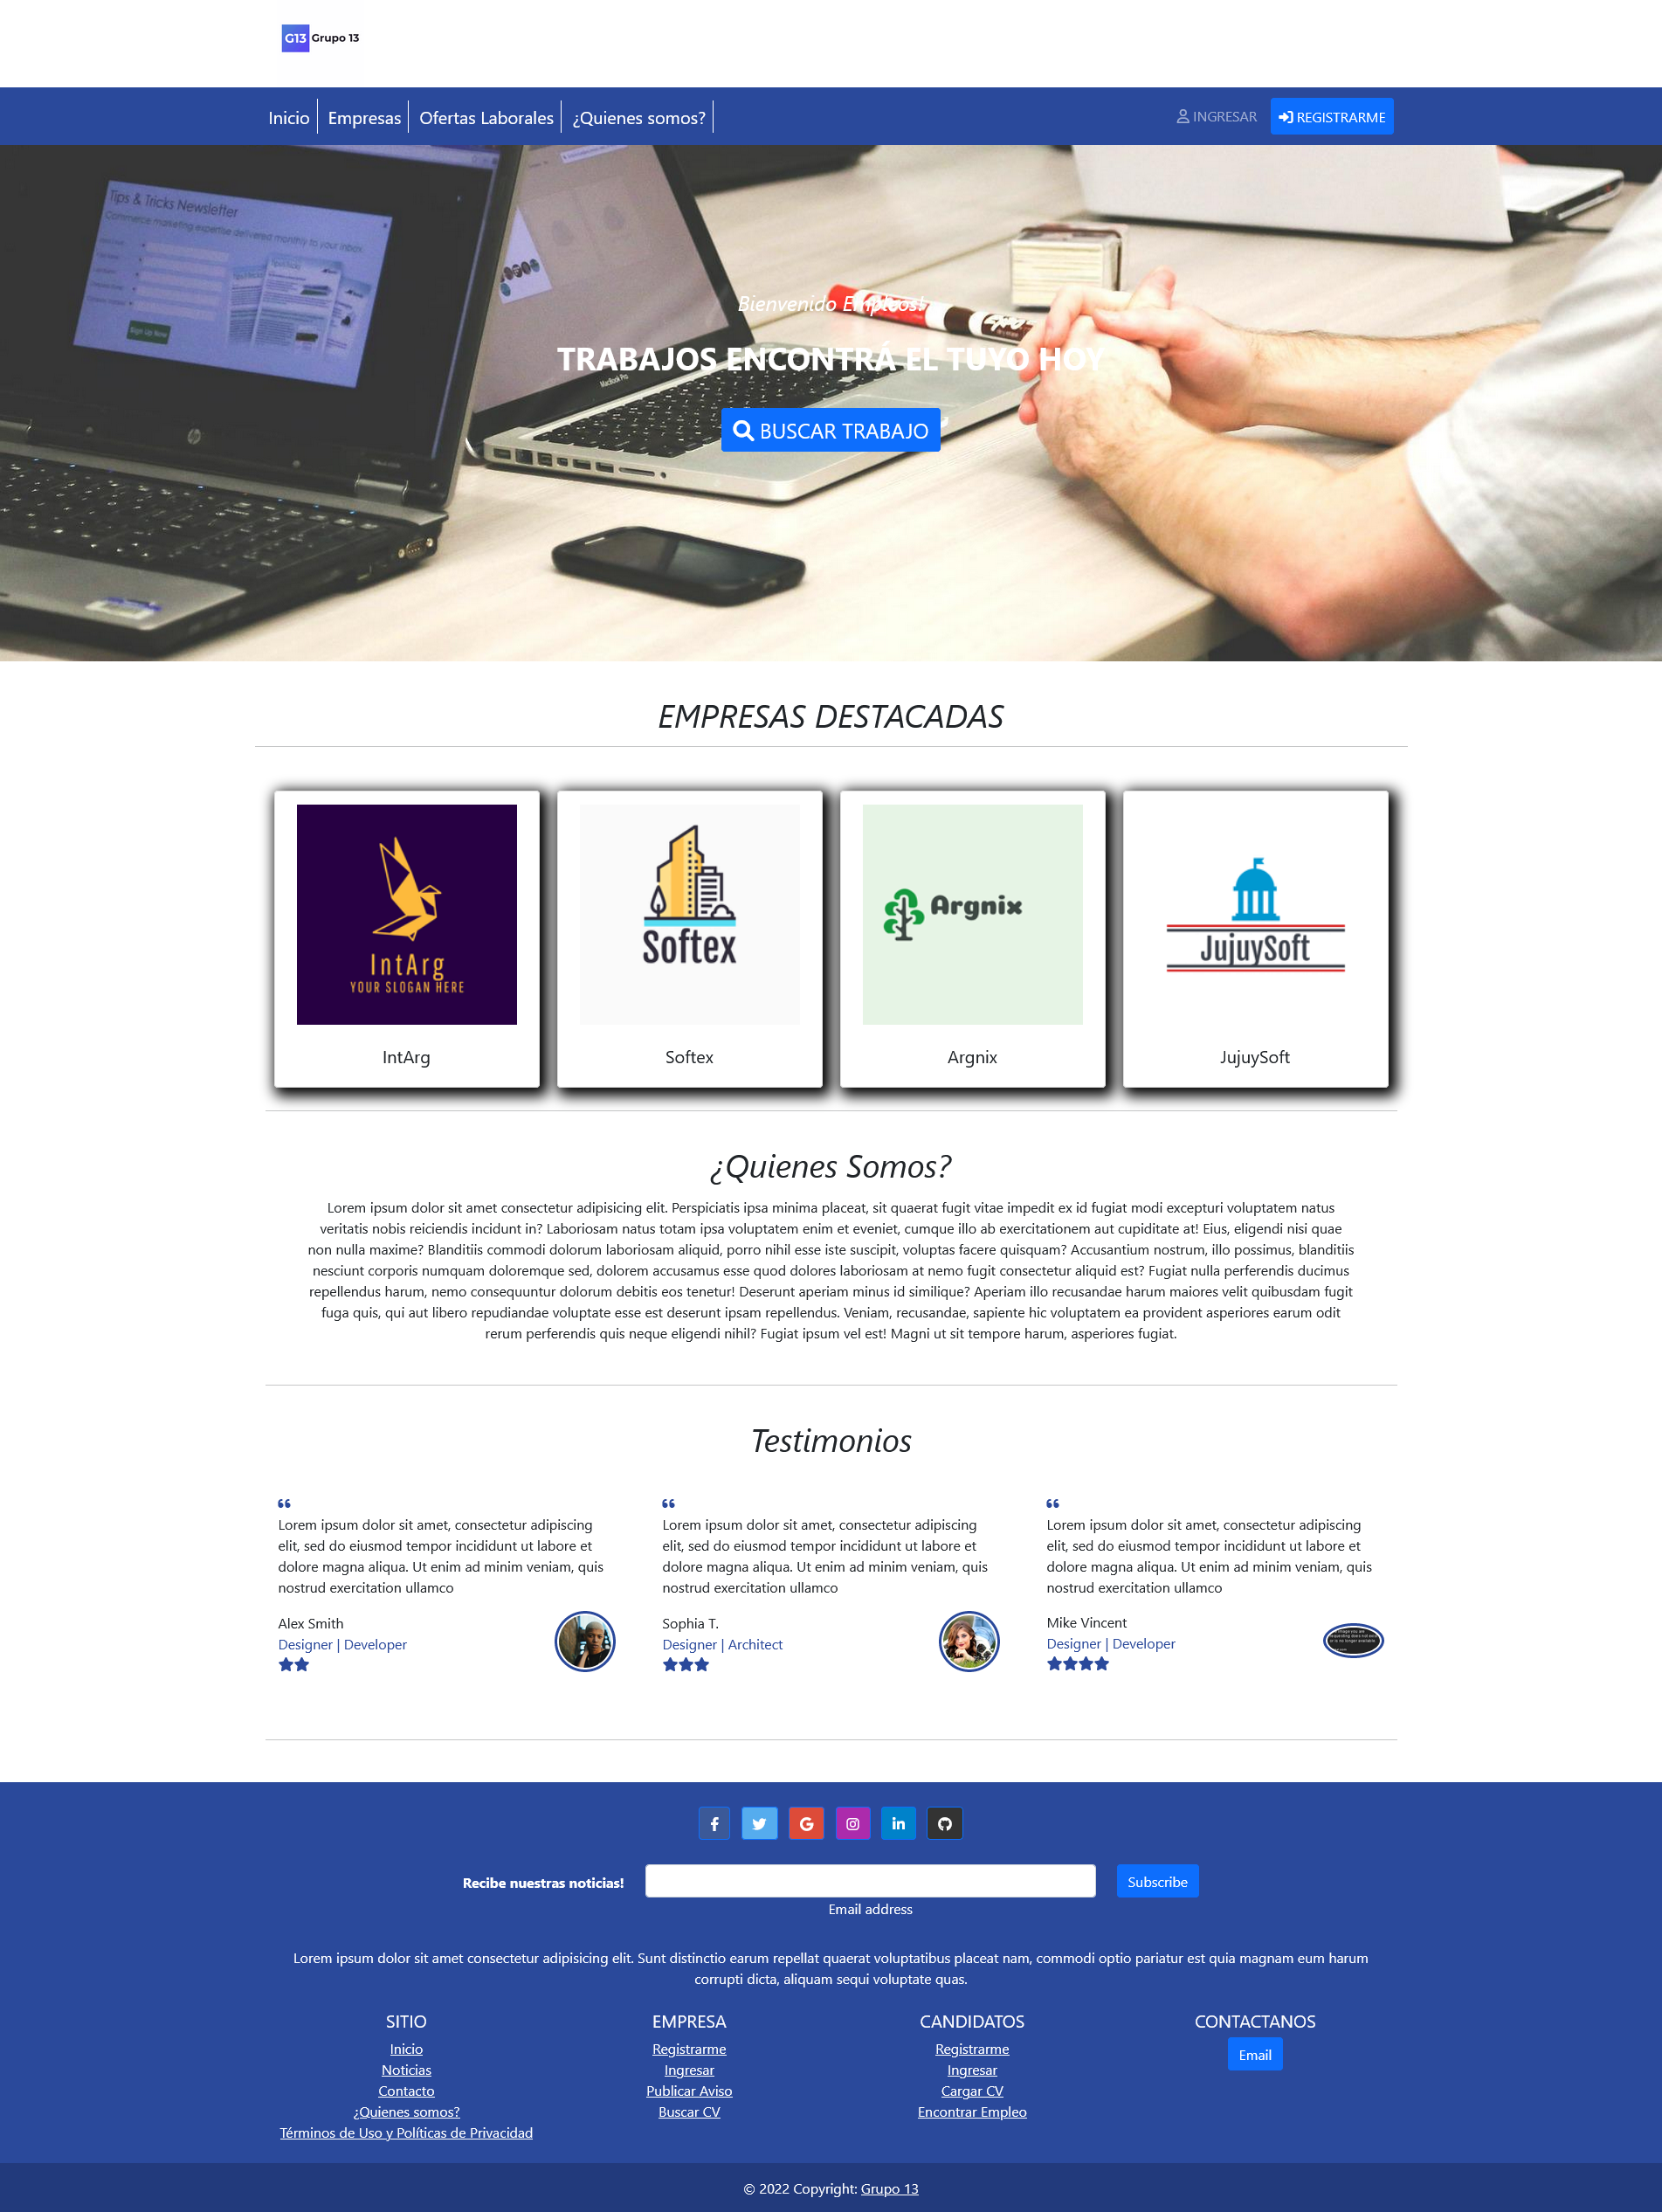 G13 Grupo 13
Inicio Empresas Ofertas Laborales ¿Quienes somos? INGRESAR REGISTRARME
Tips & Tricks Newsletter
Bienvenido Empleos!
TRABAJOS ENCONTRÁ EL TUYO HOY
BUSCAR TRABAJO
EMPRESAS DESTACADAS
IntArg
YOUR SLOGAN HERE
IntArg
Softex
Softex
Argnix
Argnix
JujuySoft
JujuySoft
¿Quienes Somos?
Lorem ipsum dolor sit amet consectetur adipisicing elit. Perspiciatis ipsa minima placeat, sit quaerat fugit vitae impedit ex id fugiat modi excepturi voluptatem natus
veritatis nobis reiciendis incidunt in? Laboriosam natus totam ipsa voluptatem enim et eveniet, cumque illo ab exercitationem aut cupiditate at! Eius, eligendi nisi quae
non nulla maxime? Blanditiis commodi dolorum laboriosam aliquid, porro nihil esse iste suscipit, voluptas facere quisquam? Accusantium nostrum, illo possimus, blanditiis
nesciunt corporis numquam doloremque sed, dolorem accusamus esse quod dolores laboriosam at nemo fugit consectetur aliquid est? Fugiat nulla perferendis ducimus
repellendus harum, nemo consequuntur dolorum debitis eos tenetur! Deserunt aperiam minus id similique? Aperiam illo recusandae harum maiores velit quibusdam fugit
fuga quis, qui aut libero repudiandae voluptate esse est deserunt ipsam repellendus. Veniam, recusandae, sapiente hic voluptatem ea provident asperiores earum odit
rerum perferendis quis neque eligendi nihil? Fugiat ipsum vel est! Magni ut sit tempore harum, asperiores fugiat.
Testimonios
Lorem ipsum dolor sit amet, consectetur adipiscing
elit, sed do eiusmod tempor incididunt ut labore et
dolore magna aliqua. Ut enim ad minim veniam, quis
nostrud exercitation ullamco
Alex Smith
Designer | Developer
Lorem ipsum dolor sit amet, consectetur adipiscing
elit, sed do eiusmod tempor incididunt ut labore et
dolore magna aliqua. Ut enim ad minim veniam, quis
nostrud exercitation ullamco
Sophia T.
Designer | Architect
Lorem ipsum dolor sit amet, consectetur adipiscing
elit, sed do eiusmod tempor incididunt ut labore et
dolore magna aliqua. Ut enim ad minim veniam, quis
nostrud exercitation ullamco
Mike Vincent
Designer | Developer
Recibe nuestras noticias! Subscribe
Email address
Lorem ipsum dolor sit amet consectetur adipisicing elit. Sunt distinctio earum repellat quaerat voluptatibus placeat nam, commodi optio pariatur est quia magnam eum harum
corrupti dicta, aliquam sequi voluptate quas.
SITIO
Inicio
Noticias
Contacto
¿Quienes somos?
Términos de Uso y Políticas de Privacidad
EMPRESA
Registrarme
Ingresar
Publicar Aviso
Buscar CV
CANDIDATOS
Registrarme
Ingresar
Cargar CV
Encontrar Empleo
CONTACTANOS
Email
© 2022 Copyright: Grupo 13